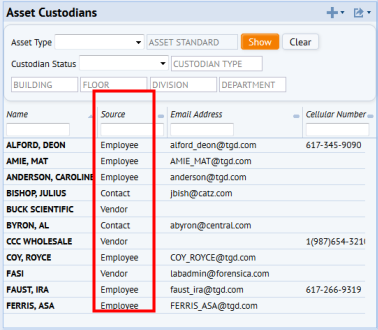 Asset Custodians
Asset Type ASSET STANDARD Show Clear
Custodian Status CUSTODIAN TYPE
BUILDING FLOOR DIVISION DEPARTMENT
Name Source Email Address Cellular Number
ALFORD, DEON Employee alford_deon@tgd.com 617-345-9090
AMIE, MAT Employee AMIE_MAT@tgd.com
ANDERSON, CAROLINE Employee anderson@tgd.com
BISHOP, JULIUS Contact jbish@catz.com
BUCK SCIENTIFIC Vendor
BYRON, AL Contact abyron@central.com
CCC WHOLESALE Vendor 1(987)654-321
COY, ROYCE Employee COY_ROYCE@tgd.com
FASI Vendor labadmin@forensica.com
FAUST, IRA Employee faust_ira@tgd.com 617-266-9319
FERRIS, ASA Employee FERRIS_ASA@tgd.com